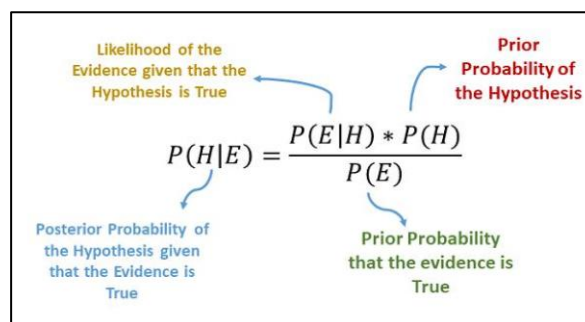 Likelihood of the
Evidence given that the
Hypothesis is True
Prior
Probability of
the Hypothesis
P(H|E) = P(E|H) * P(H)
P(E)
Posterior Probability of
the Hypothesis given
that the Evidence is
True
Prior Probability
that the evidence is
True